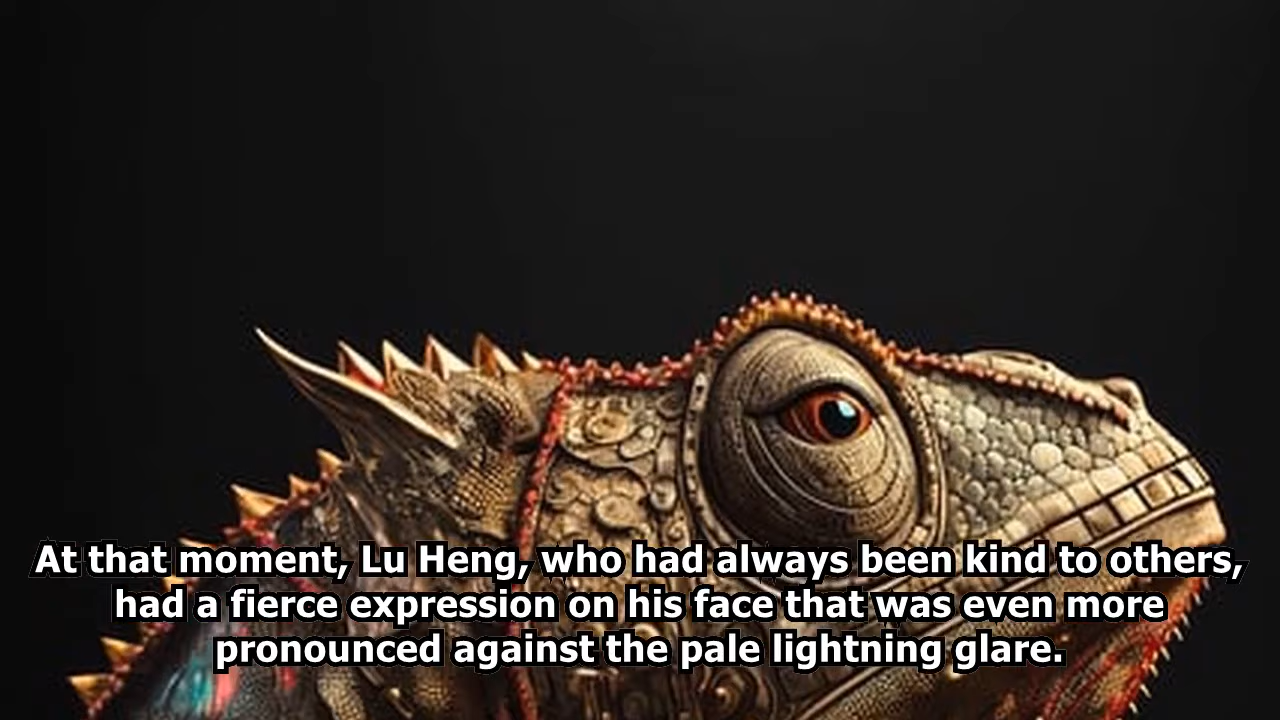 At that moment, Lu Heng, who had always been kind to others,
had a fierce expression on his face that was even more
pronounced against the pale lightning glare.